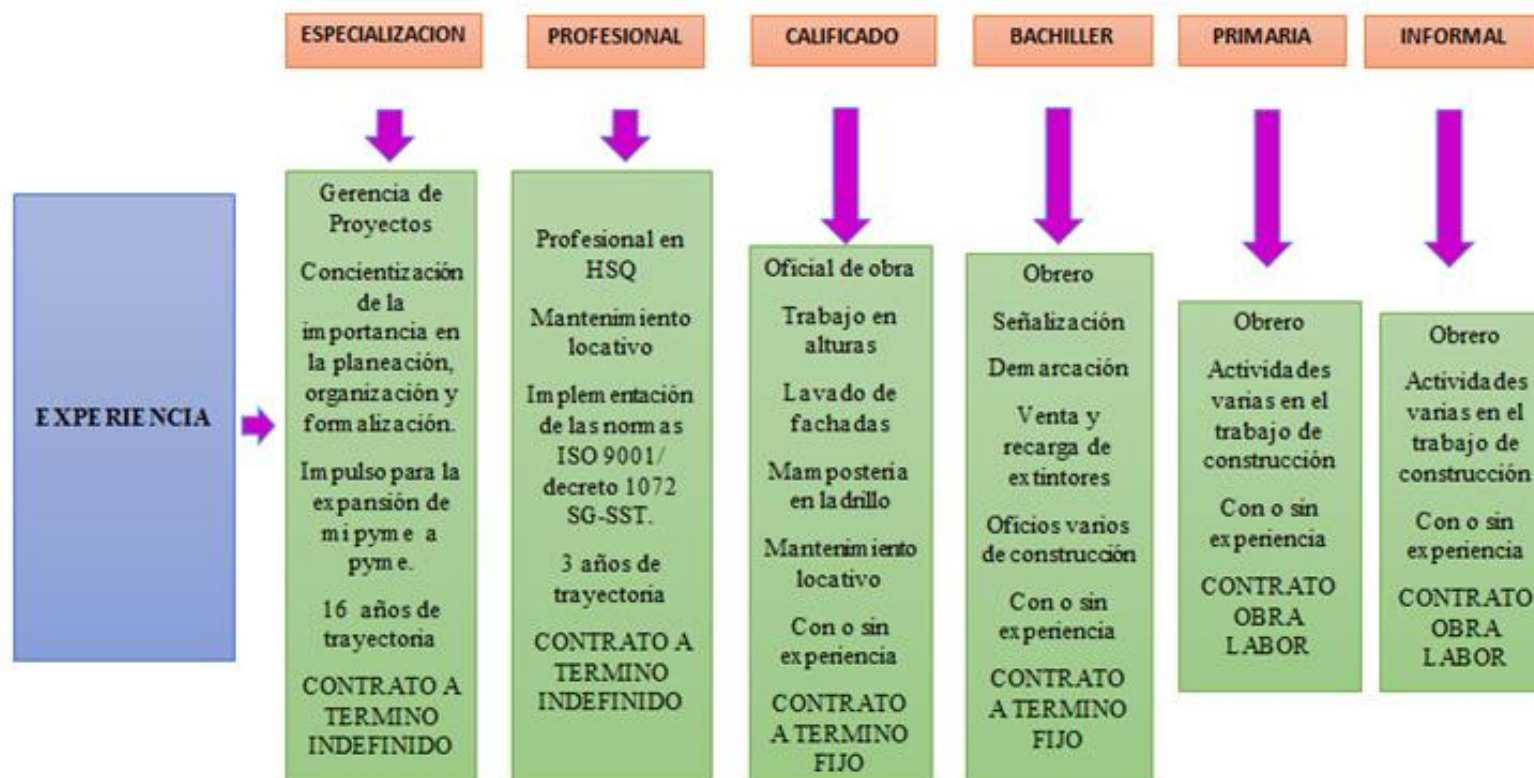 ESPECIALIZACION
PROFESIONAL
CALIFICADO
BACHILLER
PRIMARIA
INFORMAL
EXPERIENCIA
Gerencia de
Proyectos
Concientización
de la
importancia en
la planeación,
organización y
formalización.
Impulso para la
expansión de
mipyme a
pyme.
16 años de
trayectoria
CONTRATO A
TERMINO
INDEFINIDO
Profesional en
HSQ
Mantenimiento
locativo
Implementación
de las normas
ISO 9001/
decreto 1072
SG-SST.
3 años de
trayectoria
CONTRATO A
TERMINO
INDEFINIDO
Oficial de obra
Trabajo en
alturas
Lavado de
fachadas
Mampostería
en ladrillo
Mantenimiento
locativo
Con o sin
experiencia
CONTRATO
A TERMINO
FIJO
Obrero
Señalización
Demarcación
Venta y
recarga de
extintores
Oficios varios
de construcción
Con o sin
experiencia
CONTRATO
A TERMINO
FIJO
Obrero
Actividades
varias en el
trabajo de
construcción
Con o sin
experiencia
CONTRATO
OBRA
LABOR
Obrero
Actividades
varias en el
trabajo de
construcción
Con o sin
experiencia
CONTRATO
OBRA
LABOR